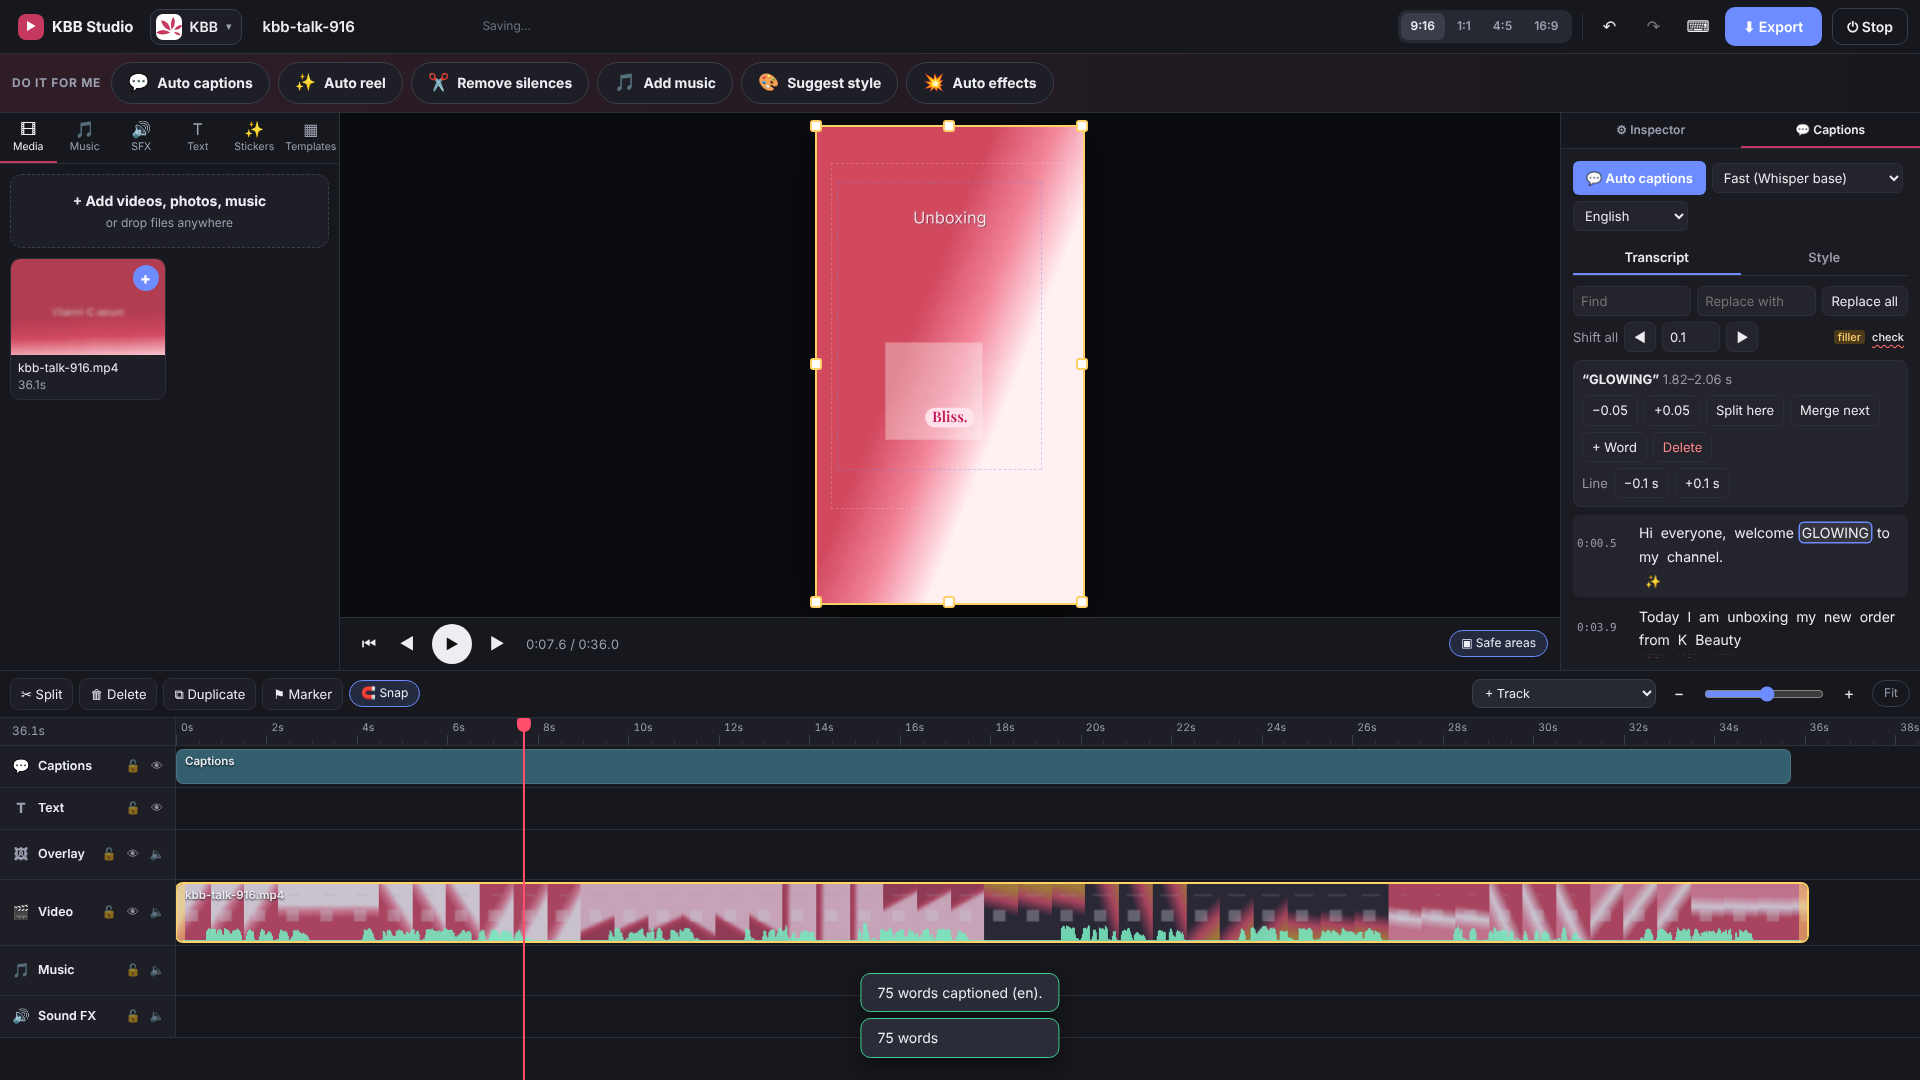 KBB Studio
KBB
kbb-talk-916
Saving...
9:16 1:1 4:5 16:9
Export
Stop
DO IT FOR ME
Auto captions
Auto reel
Remove silences
Add music
Suggest style
Auto effects
Media
Music
SFX
Text
Stickers
Templates
+ Add videos, photos, music
or drop files anywhere
Vitamin C serum
kbb-talk-916.mp4
36.1s
Unboxing
Bliss.
0:07.6 / 0:36.0
Safe areas
Inspector
Captions
Auto captions
Fast (Whisper base)
English
Transcript
Style
Find
Replace with
Replace all
Shift all
0.1
filler
check
“GLOWING” 1.82–2.06 s
−0.05
+0.05
Split here
Merge next
+ Word
Delete
Line
−0.1 s
+0.1 s
0:00.5
Hi everyone, welcome GLOWING to
my channel.
0:03.9
Today I am unboxing my new order
from K Beauty
Split
Delete
Duplicate
Marker
Snap
+ Track
Fit
36.1s
0s 2s 4s 6s 8s 10s 12s 14s 16s 18s 20s 22s 24s 26s 28s 30s 32s 34s 36s 38s
Captions
Captions
T Text
Overlay
Video
kbb-talk-916.mp4
Music
Sound FX
75 words captioned (en).
75 words